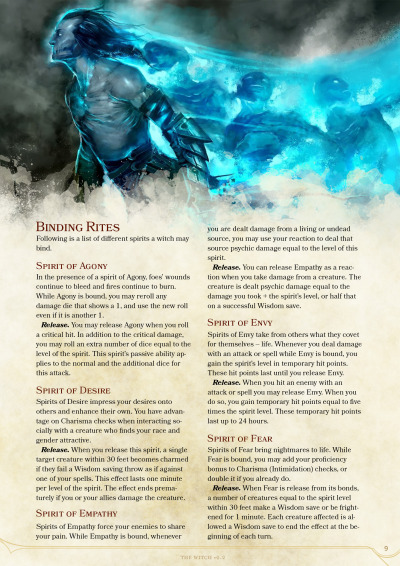 Binding Rites
Following is a list of different spirits a witch may
bind.
Spirit of Agony
In the presence of a spirit of Agony, foes' wounds
continue to bleed and fires continue to burn.
While Agony is bound, you may reroll any
damage die that shows a 1, and use the new roll
even if it is another 1.
Release. You may release Agony when you roll
a critical hit. In addition to the critical damage,
you may roll an extra number of dice equal to the
level of the spirit. This spirit's passive ability ap-
plies to the normal and the additional dice for
this attack.
Spirit of Desire
Spirits of Desire impress your desires onto
others and enhance their own. You have advan-
tage on Charisma checks when interacting so-
cially with a creature who finds your race and
gender attractive.
Release. When you release this spirit, a single
target creature within 30 feet becomes charmed
if they fail a Wisdom saving throw as if against
one of your spells. This effect lasts one minute
per level of the spirit. The effect ends prema-
turely if you or your allies damage the creature.
Spirit of Empathy
Spirits of Empathy force your enemies to share
your pain. While Empathy is bound, whenever
you are dealt damage from a living or undead
source, you may use your reaction to deal that
source psychic damage equal to the level of this
spirit.
Release. You can release Empathy as a reac-
tion when you take damage from a creature. The
creature is dealt psychic damage equal to the
damage you took + the spirit's level, or half that
on a successful Wisdom save.
Spirit of Envy
Spirits of Envy take from others what they covet
for themselves – life. Whenever you deal damage
with an attack or spell while Envy is bound, you
gain the spirit's level in temporary hit points.
These hit points last until you release Envy.
Release. When you hit an enemy with an
attack or spell you may release Envy. When you
do so, you gain temporary hit points equal to five
times the spirit level. These temporary hit points
last up to 24 hours.
Spirit of Fear
Spirits of Fear bring nightmares to life. While
Fear is bound, you may add your proficiency
bonus to Charisma (Intimidation) checks, or
double it if you already do.
Release. When Fear is release from its bonds,
a number of creatures equal to the spirit level
within 30 feet make a Wisdom save or be fright-
ened for 1 minute. Each creature affected is al-
lowed a Wisdom save to end the effect at the be-
ginning of each turn.
9